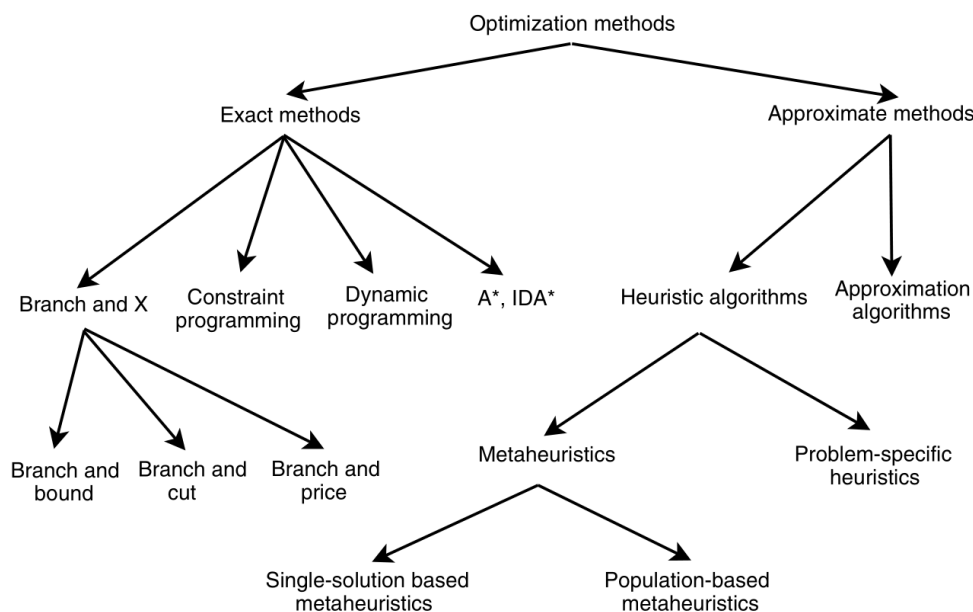 Optimization methods
Exact methods
Approximate methods
Branch and X
Constraint
programming
Dynamic
programming
A*, IDA*
Heuristic algorithms
Approximation
algorithms
Branch and
bound
Branch and
cut
Branch and
price
Metaheuristics
Problem-specific
heuristics
Single-solution based
metaheuristics
Population-based
metaheuristics